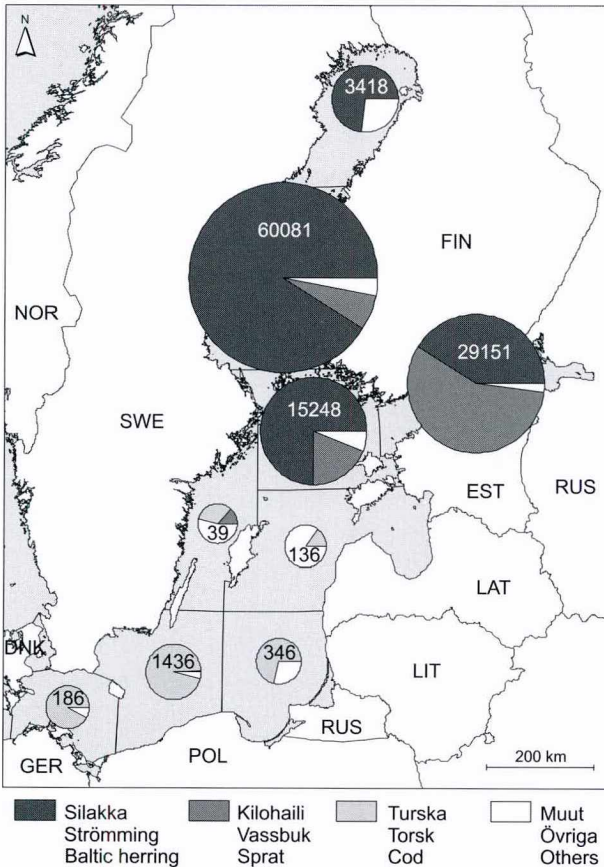 N
3418
60081
FIN
NOR
29151
15248
SWE
EST
RUS
39
136
LAT
DNK
1436
346
LIT
186
RUS
POL
GER
200 km
Silakka
Strömming
Baltic herring
Kilohaili
Vassbuk
Sprat
Turska
Torsk
Cod
Muut
Övriga
Others